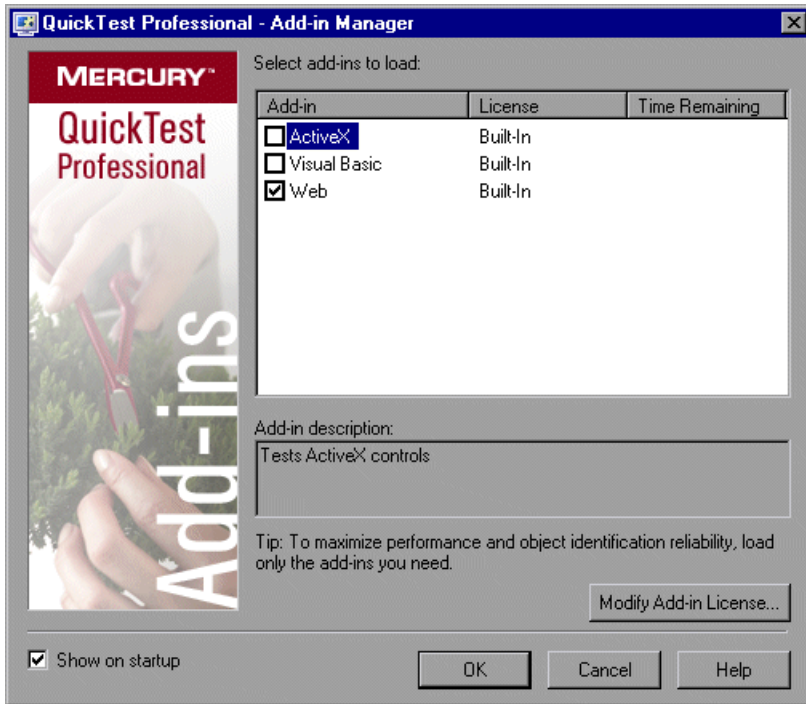 QuickTest Professional - Add-in Manager
MERCURY™
QuickTest
Professional
Add-ins
Select add-ins to load:
Add-in License Time Remaining
ActiveX Built-In
Visual Basic Built-In
Web Built-In
Add-in description:
Tests ActiveX controls
Tip: To maximize performance and object identification reliability, load
only the add-ins you need.
Modify Add-in License...
Show on startup
OK Cancel Help